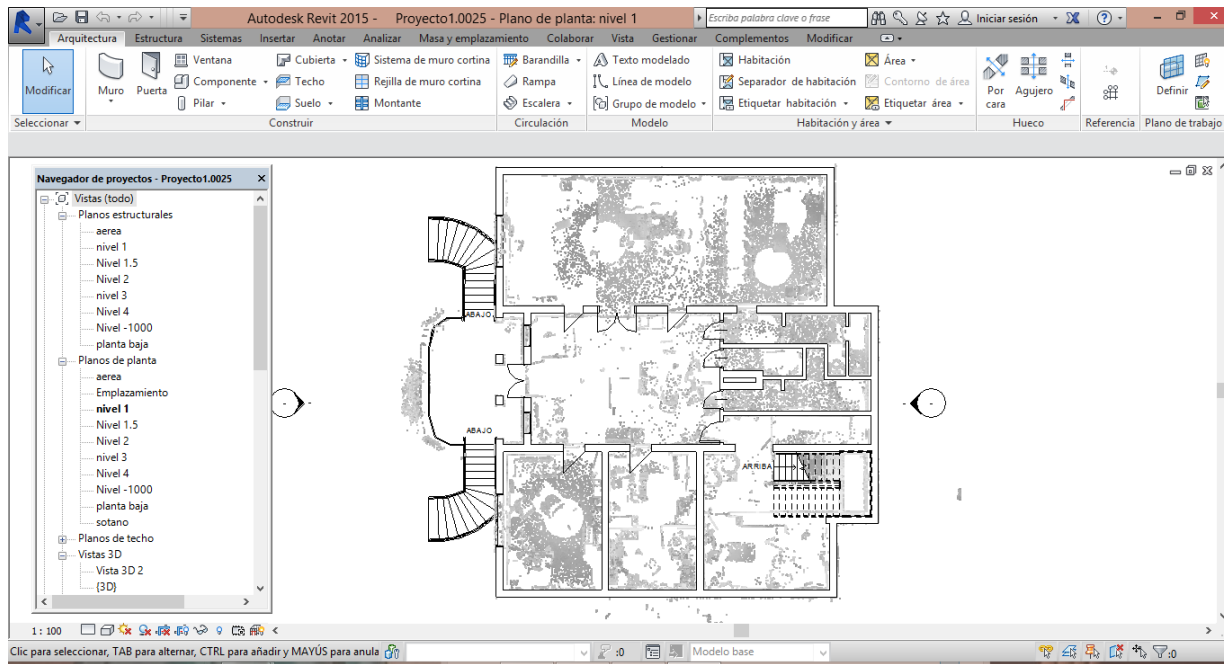 Autodesk Revit 2015 - Proyecto1.0025 - Plano de planta: nivel 1
Escriba palabra clave o frase
Iniciar sesión
Arquitectura Estructura Sistemas Insertar Anotar Analizar Masa y emplazamiento Colaborar Vista Gestionar Complementos Modificar
Modificar
Muro
Puerta
Ventana
Componente
Pilar
Cubierta
Techo
Suelo
Sistema de muro cortina
Rejilla de muro cortina
Montante
Barandilla
Rampa
Escalera
Texto modelado
Línea de modelo
Grupo de modelo
Habitación
Separador de habitación
Etiquetar habitación
Área
Contorno de área
Etiquetar área
Por cara
Agujero
Definir
Seleccionar
Construir
Circulación
Modelo
Habitación y área
Hueco
Referencia
Plano de trabajo
Navegador de proyectos - Proyecto1.0025
Vistas (todo)
Planos estructurales
aerea
nivel 1
Nivel 1.5
Nivel 2
nivel 3
Nivel 4
Nivel -1000
planta baja
Planos de planta
aerea
Emplazamiento
nivel 1
Nivel 1.5
Nivel 2
nivel 3
Nivel 4
Nivel -1000
planta baja
sotano
Planos de techo
Vistas 3D
Vista 3D 2
{3D}
ABAJO
ABAJO
ARRIBA
1 : 100
Clic para seleccionar, TAB para alternar, CTRL para añadir y MAYÚS para anula
:0
Modelo base
:0